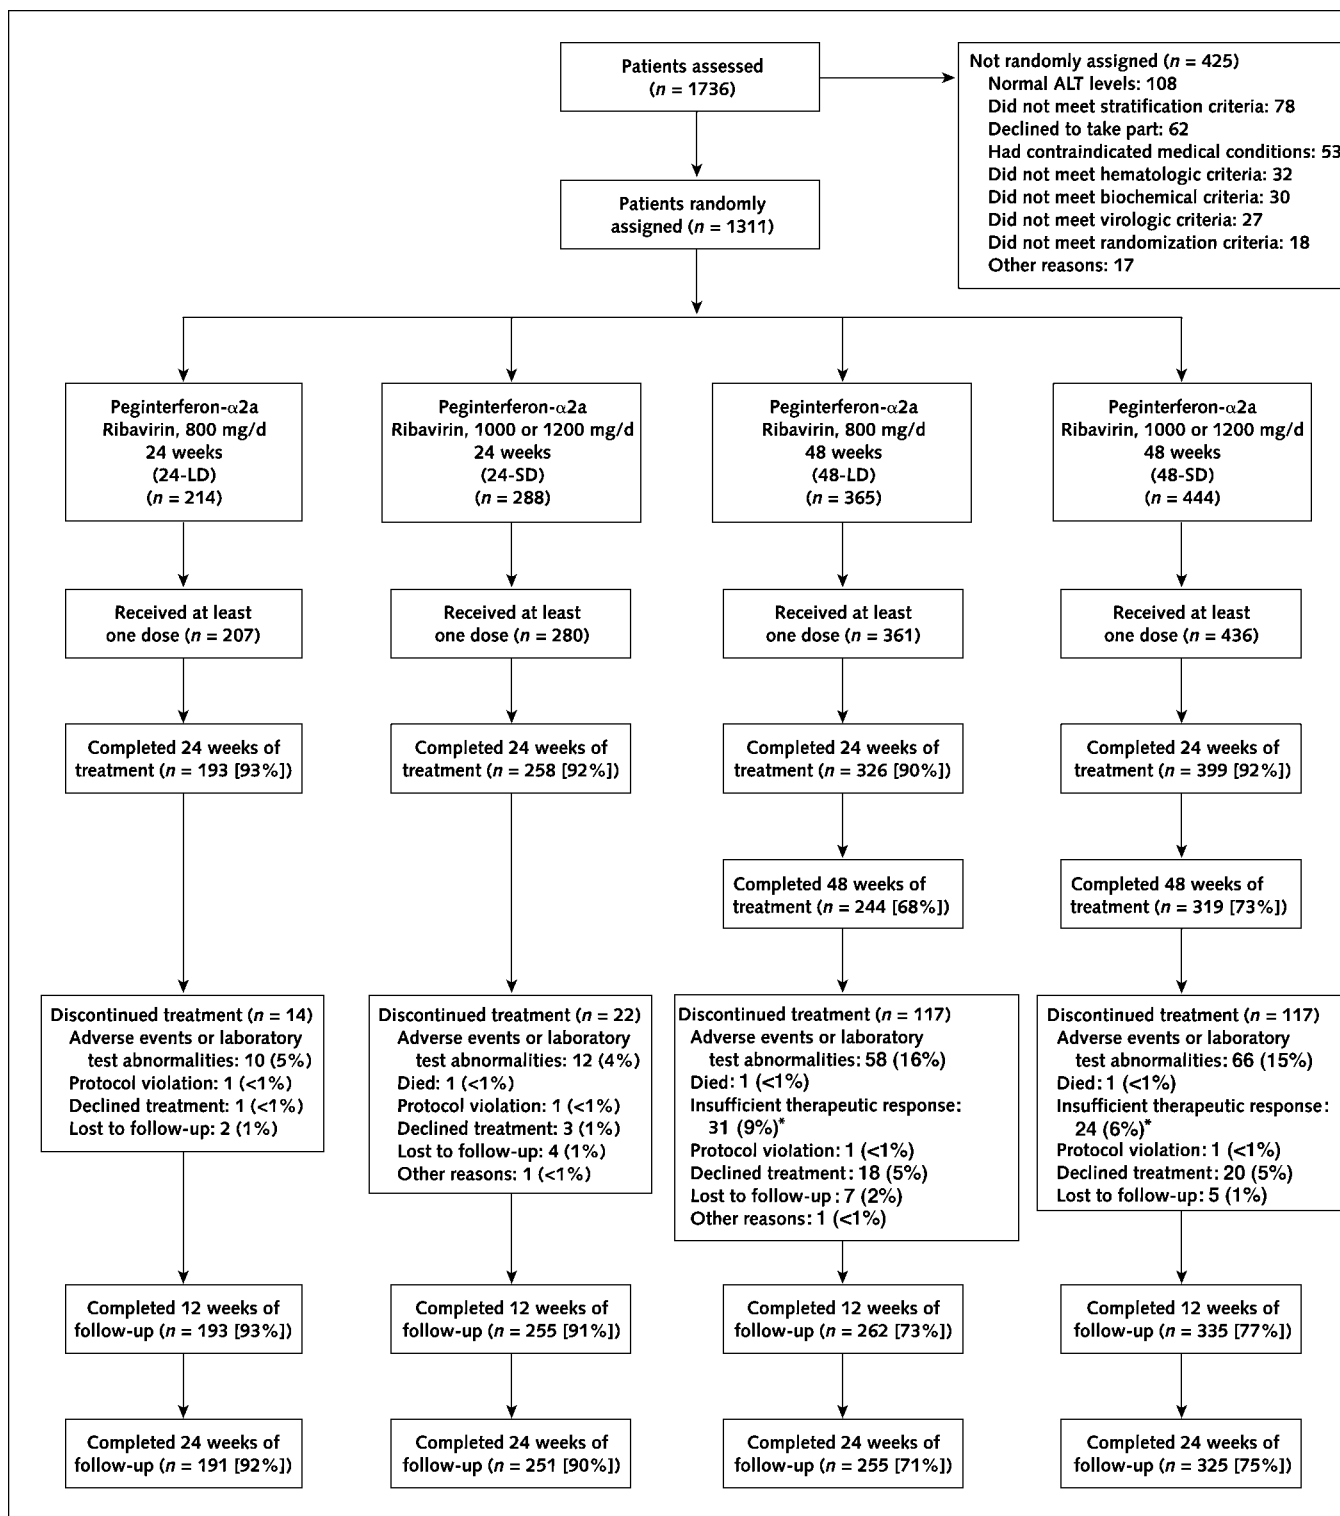 Patients assessed
(n = 1736)
Not randomly assigned (n = 425)
Normal ALT levels: 108
Did not meet stratification criteria: 78
Declined to take part: 62
Had contraindicated medical conditions: 53
Did not meet hematologic criteria: 32
Did not meet biochemical criteria: 30
Did not meet virologic criteria: 27
Did not meet randomization criteria: 18
Other reasons: 17
Patients randomly
assigned (n = 1311)
Peginterferon-α2a
Ribavirin, 800 mg/d
24 weeks
(24-LD)
(n = 214)
Peginterferon-α2a
Ribavirin, 1000 or 1200 mg/d
24 weeks
(24-SD)
(n = 288)
Peginterferon-α2a
Ribavirin, 800 mg/d
48 weeks
(48-LD)
(n = 365)
Peginterferon-α2a
Ribavirin, 1000 or 1200 mg/d
48 weeks
(48-SD)
(n = 444)
Received at least
one dose (n = 207)
Received at least
one dose (n = 280)
Received at least
one dose (n = 361)
Received at least
one dose (n = 436)
Completed 24 weeks of
treatment (n = 193 [93%])
Completed 24 weeks of
treatment (n = 258 [92%])
Completed 24 weeks of
treatment (n = 326 [90%])
Completed 24 weeks of
treatment (n = 399 [92%])
Completed 48 weeks of
treatment (n = 244 [68%])
Completed 48 weeks of
treatment (n = 319 [73%])
Discontinued treatment (n = 14)
Adverse events or laboratory
test abnormalities: 10 (5%)
Protocol violation: 1 (<1%)
Declined treatment: 1 (<1%)
Lost to follow-up: 2 (1%)
Discontinued treatment (n = 22)
Adverse events or laboratory
test abnormalities: 12 (4%)
Died: 1 (<1%)
Protocol violation: 1 (<1%)
Declined treatment: 3 (1%)
Lost to follow-up: 4 (1%)
Other reasons: 1 (<1%)
Discontinued treatment (n = 117)
Adverse events or laboratory
test abnormalities: 58 (16%)
Died: 1 (<1%)
Insufficient therapeutic response:
31 (9%)*
Protocol violation: 1 (<1%)
Declined treatment: 18 (5%)
Lost to follow-up: 7 (2%)
Other reasons: 1 (<1%)
Discontinued treatment (n = 117)
Adverse events or laboratory
test abnormalities: 66 (15%)
Died: 1 (<1%)
Insufficient therapeutic response:
24 (6%)*
Protocol violation: 1 (<1%)
Declined treatment: 20 (5%)
Lost to follow-up: 5 (1%)
Completed 12 weeks of
follow-up (n = 193 [93%])
Completed 12 weeks of
follow-up (n = 255 [91%])
Completed 12 weeks of
follow-up (n = 262 [73%])
Completed 12 weeks of
follow-up (n = 335 [77%])
Completed 24 weeks of
follow-up (n = 191 [92%])
Completed 24 weeks of
follow-up (n = 251 [90%])
Completed 24 weeks of
follow-up (n = 255 [71%])
Completed 24 weeks of
follow-up (n = 325 [75%])